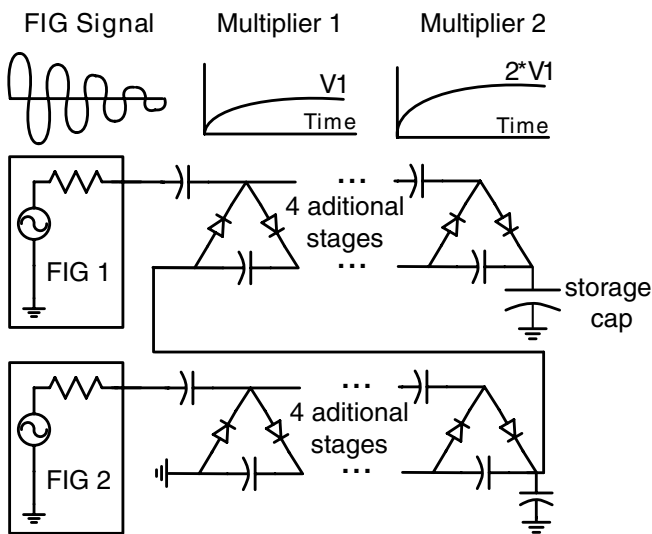 FIG Signal
Multiplier 1
Multiplier 2
V1
Time
2*V1
Time
FIG 1
4 aditional
stages
...
...
storage
cap
FIG 2
4 aditional
stages
...
...